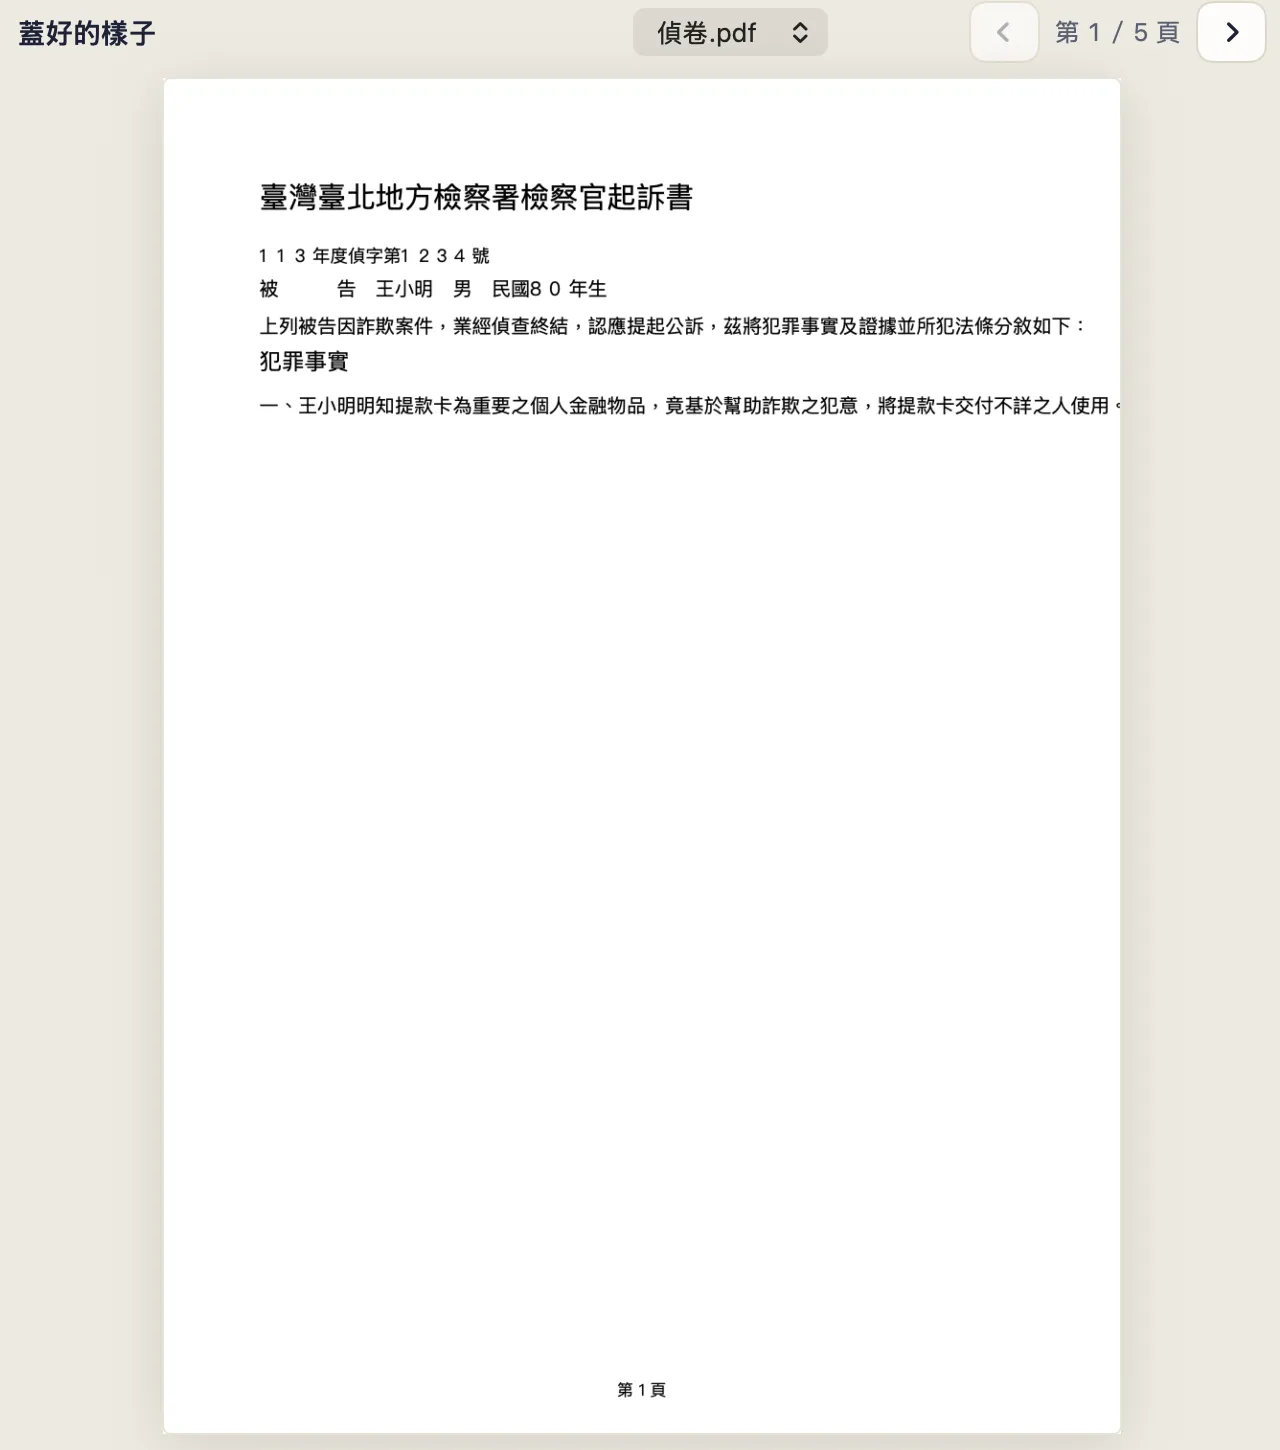 蓋好的樣子
偵卷.pdf
第 1 / 5 頁
臺灣臺北地方檢察署檢察官起訴書
１１３年度偵字第１２３４號
被　　　告　王小明　男　民國８０年生
上列被告因詐欺案件，業經偵查終結，認應提起公訴，茲將犯罪事實及證據並所犯法條分敘如下：
犯罪事實
一、王小明明知提款卡為重要之個人金融物品，竟基於幫助詐欺之犯意，將提款卡交付不詳之人使用。
第 1 頁